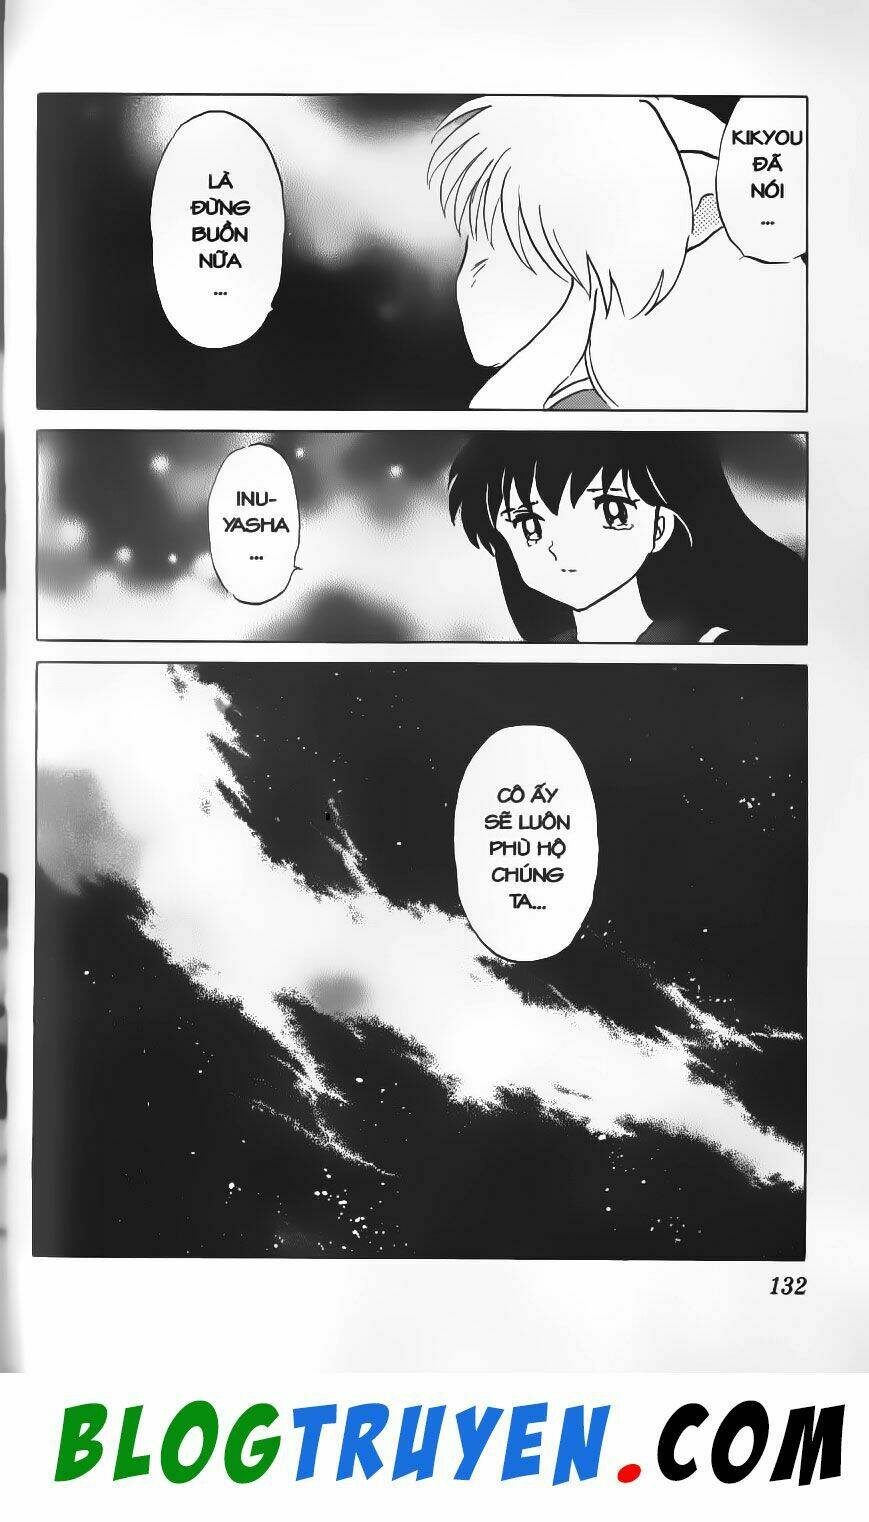 KIKYOU
ĐÃ
NÓI
...
LÀ
ĐỪNG
BUỒN
NỮA
...
INU-
YASHA
...
CÔ ẤY
SẼ LUÔN
PHÙ HỘ
CHÚNG
TA...
132
BLOGTRUYEN.COM